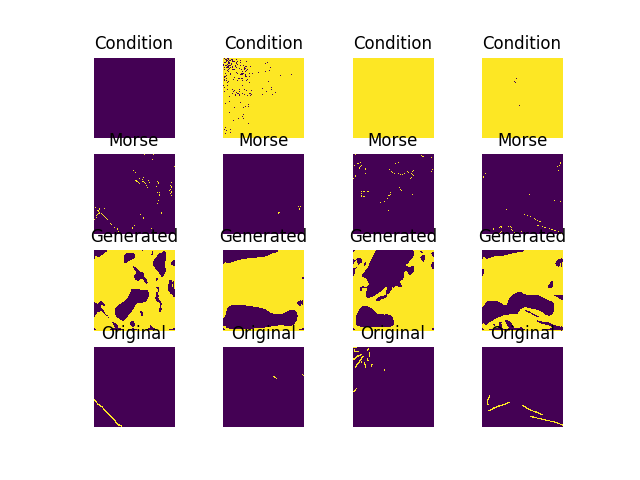 Condition Condition Condition Condition
Morse Morse Morse Morse
Generated Generated Generated Generated
Original Original Original Original